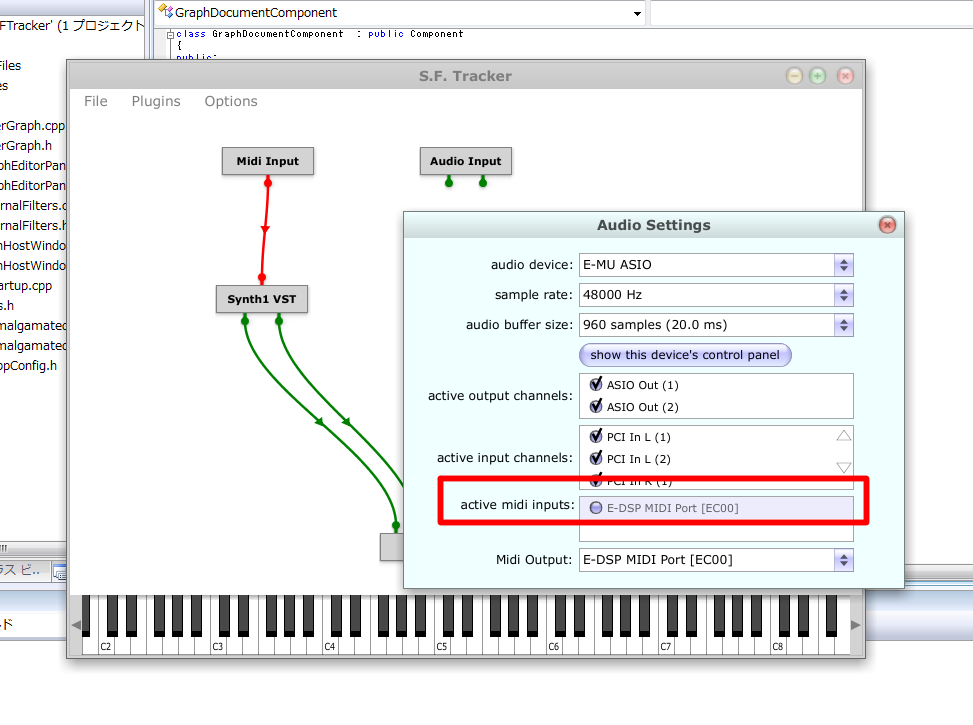 GraphDocumentComponent
FTracker' (1 プロジェクト
class GraphDocumentComponent : public Component
{
public:
Files
es
erGraph.cpp
erGraph.h
phEditorPan
phEditorPan
rnalFilters.c
rnalFilters.h
nHostWindo
nHostWindo
artup.cpp
s.h
malgamated
malgamated
ppConfig.h
ラス ビ...
S.F. Tracker
File Plugins Options
Midi Input
Audio Input
Synth1 VST
Audio Settings
audio device: E-MU ASIO
sample rate: 48000 Hz
audio buffer size: 960 samples (20.0 ms)
show this device's control panel
active output channels:
ASIO Out (1)
ASIO Out (2)
active input channels:
PCI In L (1)
PCI In L (2)
PCI In R (1)
active midi inputs: E-DSP MIDI Port [EC00]
Midi Output: E-DSP MIDI Port [EC00]
C2 C3 C4 C5 C6 C7 C8